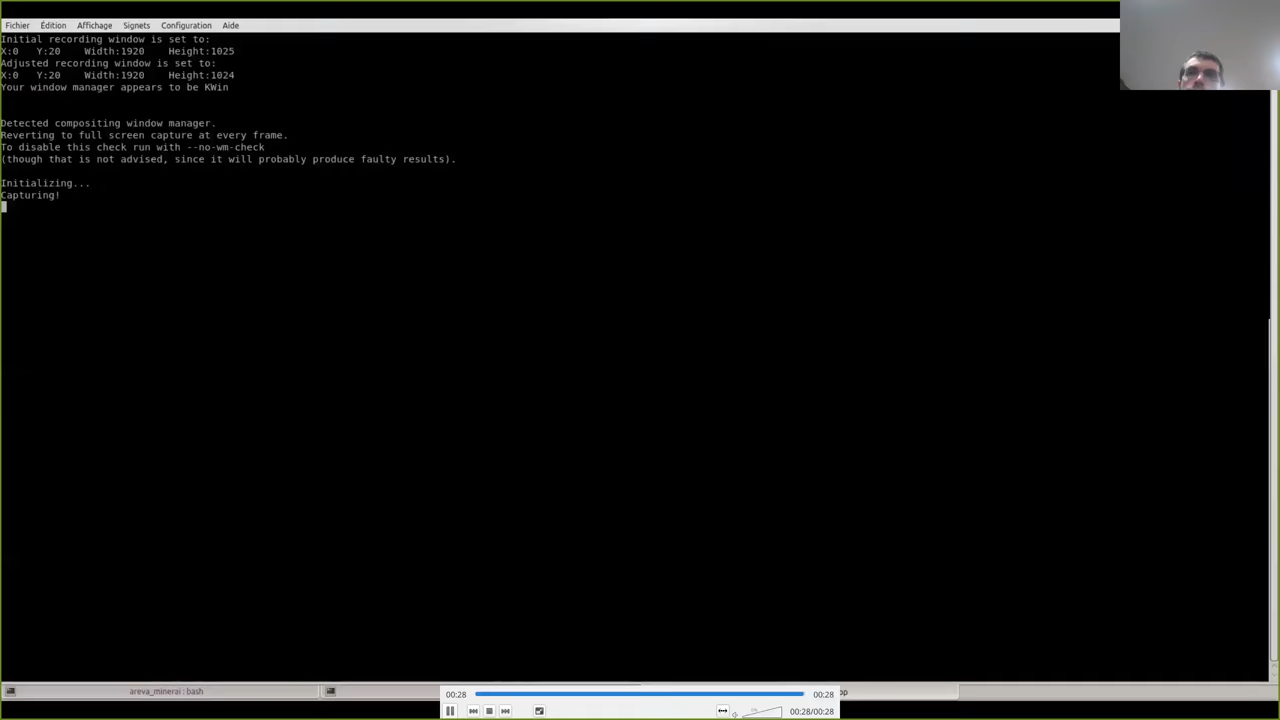 Fichier Édition Affichage Signets Configuration Aide
Initial recording window is set to:
X:0 Y:20 Width:1920 Height:1025
Adjusted recording window is set to:
X:0 Y:20 Width:1920 Height:1024
Your window manager appears to be KWin
Detected compositing window manager.
Reverting to full screen capture at every frame.
To disable this check run with --no-wm-check
(though that is not advised, since it will probably produce faulty results).
Initializing...
Capturing!
areva_minerai : bash
00:28 00:28
00:28/00:28